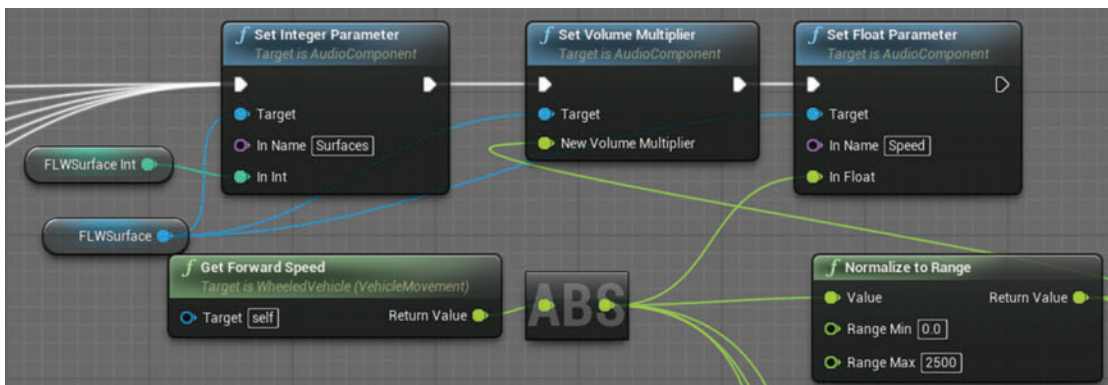 f Set Integer Parameter
Target is AudioComponent
Target
In Name Surfaces
In Int
f Set Volume Multiplier
Target is AudioComponent
Target
New Volume Multiplier
f Set Float Parameter
Target is AudioComponent
Target
In Name Speed
In Float
FLWSurface Int
FLWSurface
f Get Forward Speed
Target is WheeledVehicle (VehicleMovement)
Target self Return Value
ABS
f Normalize to Range
Value Return Value
Range Min 0.0
Range Max 2500